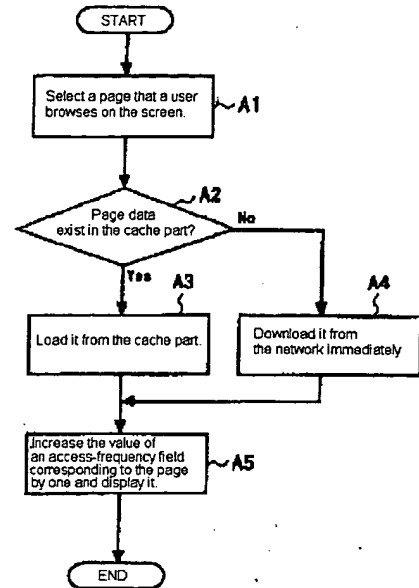 START
Select a page that a user
browses on the screen.
A1
A2
Page data
exist in the cache part?
No
Yes
A3
A4
Load it from the cache part.
Download it from
the network immediately
Increase the value of
an access-frequency field
corresponding to the page
by one and display it.
A5
END